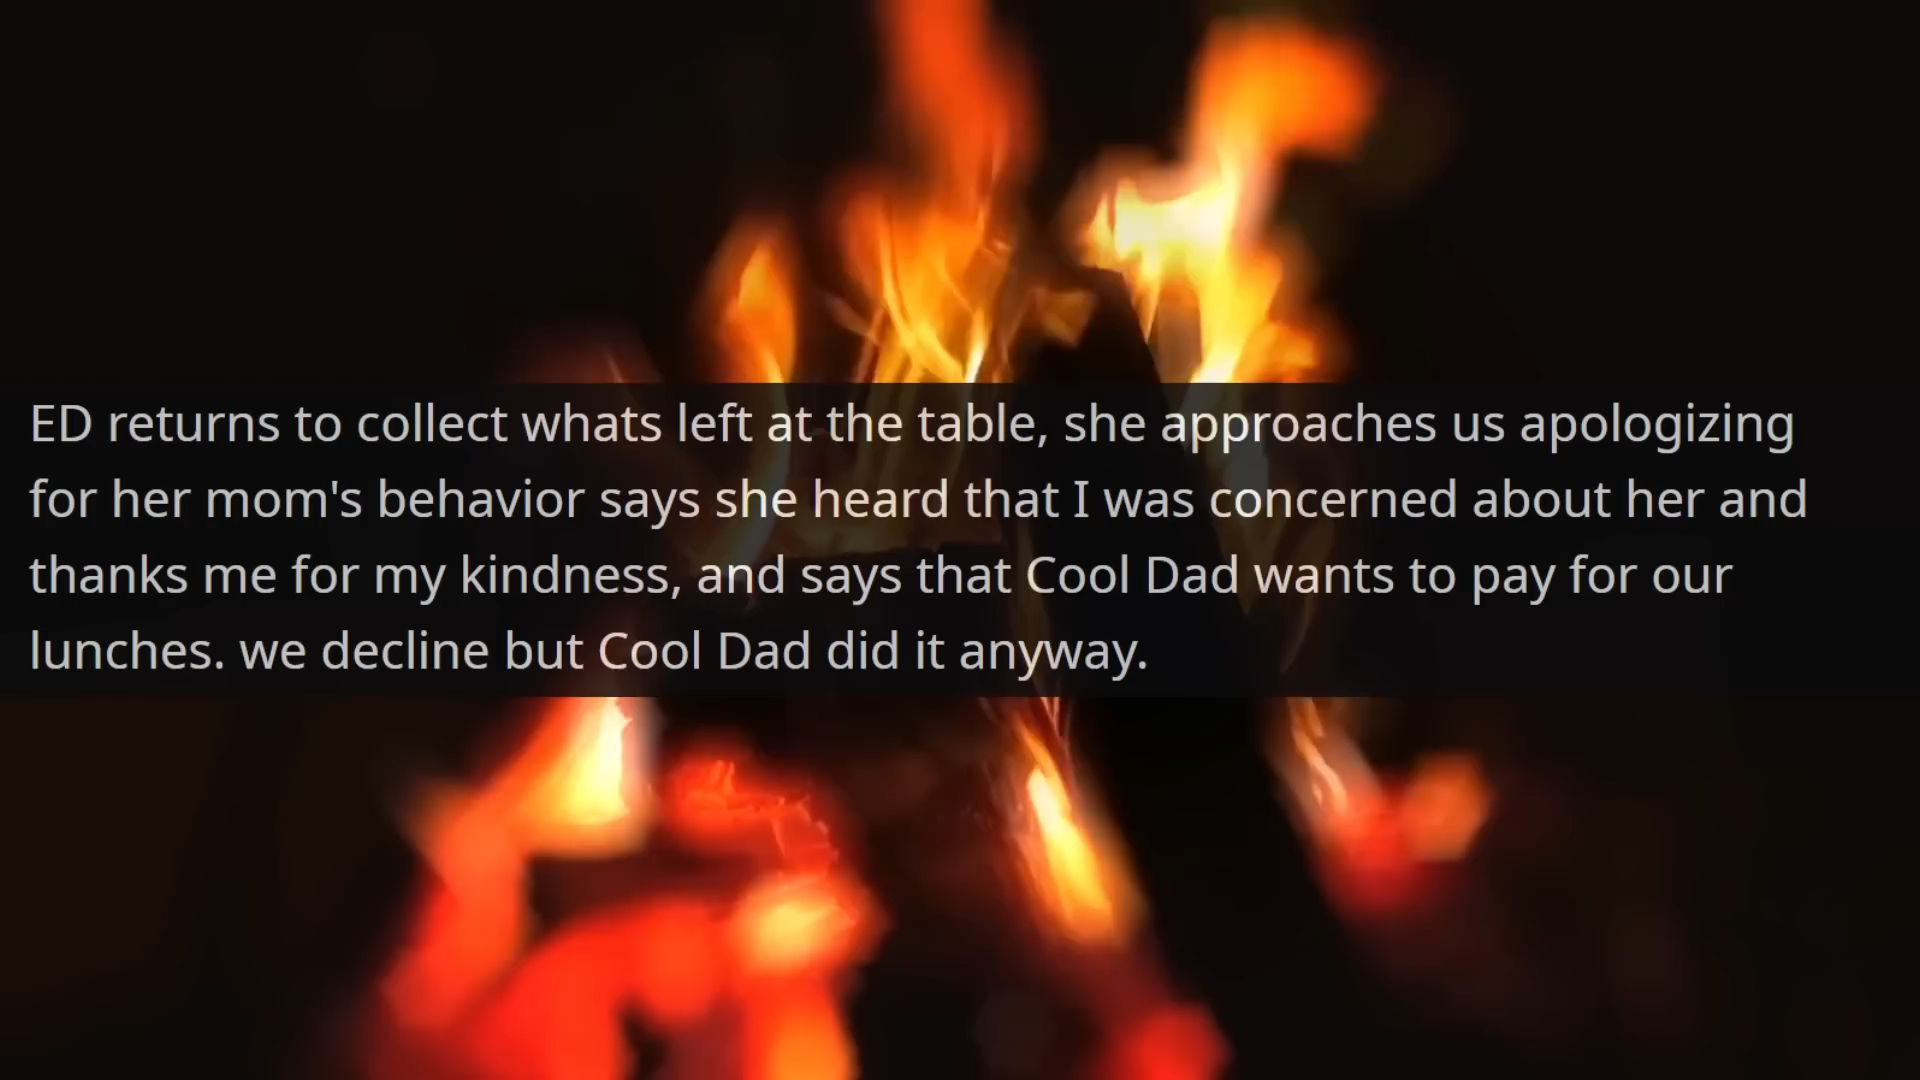 ED returns to collect whats left at the table, she approaches us apologizing
for her mom's behavior says she heard that I was concerned about her and
thanks me for my kindness, and says that Cool Dad wants to pay for our
lunches. we decline but Cool Dad did it anyway.